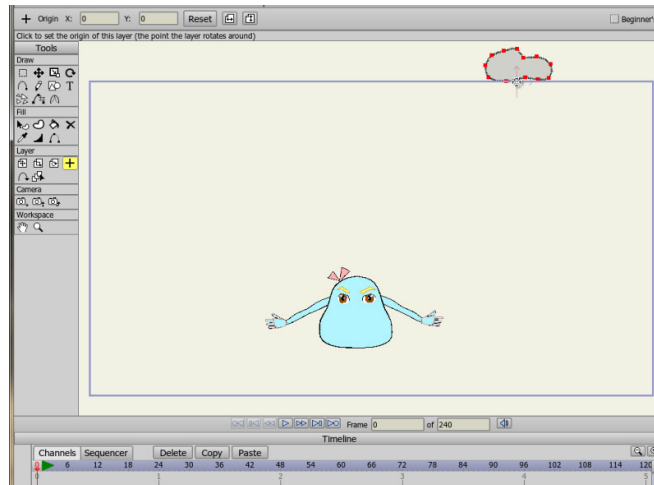 Origin X: 0 Y: 0 Reset Beginner's
Click to set the origin of this layer (the point the layer rotates around)
Tools
Draw
T
Fill
Layer
Camera
Workspace
Frame 0 of 240
Timeline
Channels Sequencer Delete Copy Paste
0 6 12 18 24 30 36 42 48 54 60 66 72 78 84 90 96 102 108 114 120
0 1 2 3 4 5